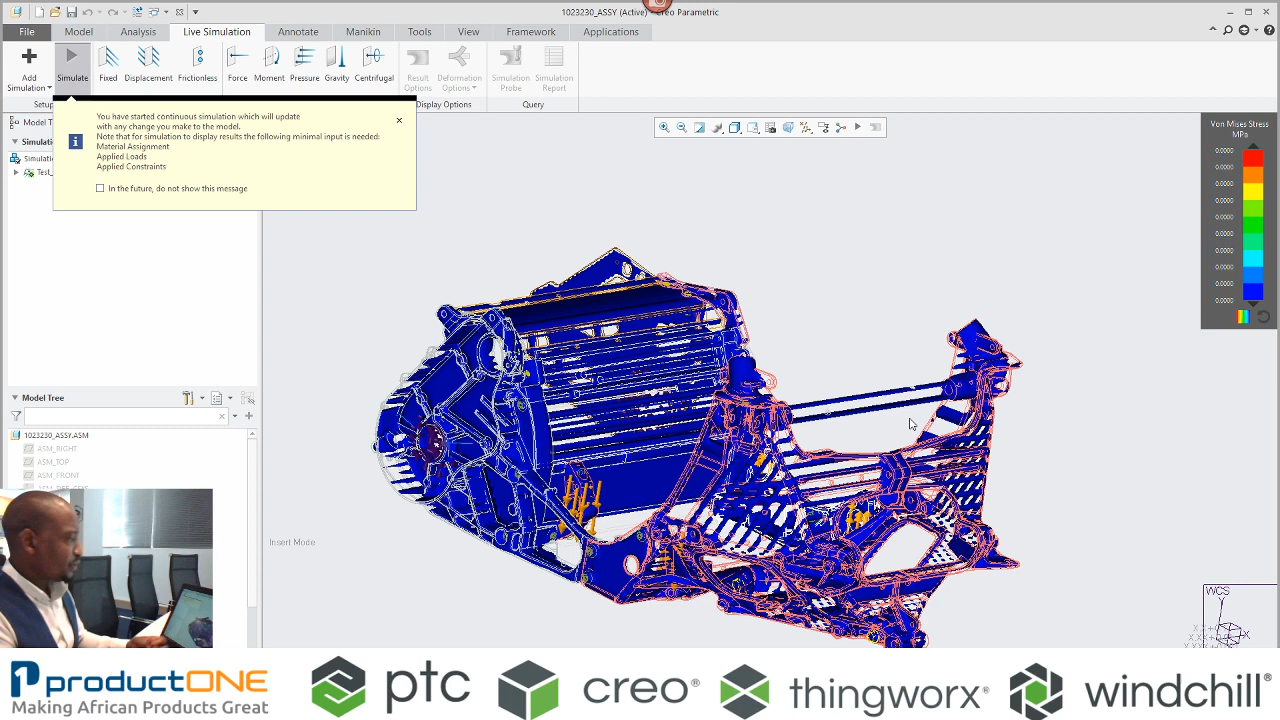 1023230_ASSY (Active) - Creo Parametric
File
Model
Analysis
Live Simulation
Annotate
Manikin
Tools
View
Framework
Applications
Add
Simulation
Simulate
Fixed
Displacement
Frictionless
Force
Moment
Pressure
Gravity
Centrifugal
Result
Options
Deformation
Options
Simulation
Probe
Simulation
Report
Display Options
Query
You have started continuous simulation which will update
with any change you make to the model.
Note that for simulation to display results the following minimal input is needed:
Material Assignment
Applied Loads
Applied Constraints
In the future, do not show this message
Von Mises Stress
MPa
0.0000
0.0000
0.0000
0.0000
0.0000
0.0000
0.0000
0.0000
0.0000
0.0000
Model Tree
1023230_ASSY.ASM
ASM_RIGHT
ASM_TOP
ASM_FRONT
Insert Mode
WCS
productONE
Making African Products Great
ptc
creo®
thingworx®
windchill®